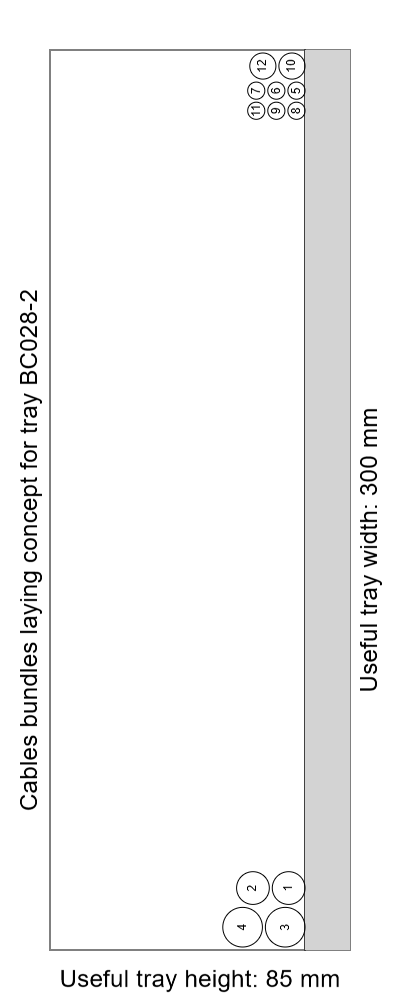 Cables bundles laying concept for tray BC028-2
12 10
7 6 5
11 9 8
2 1
4 3
Useful tray width: 300 mm
Useful tray height: 85 mm